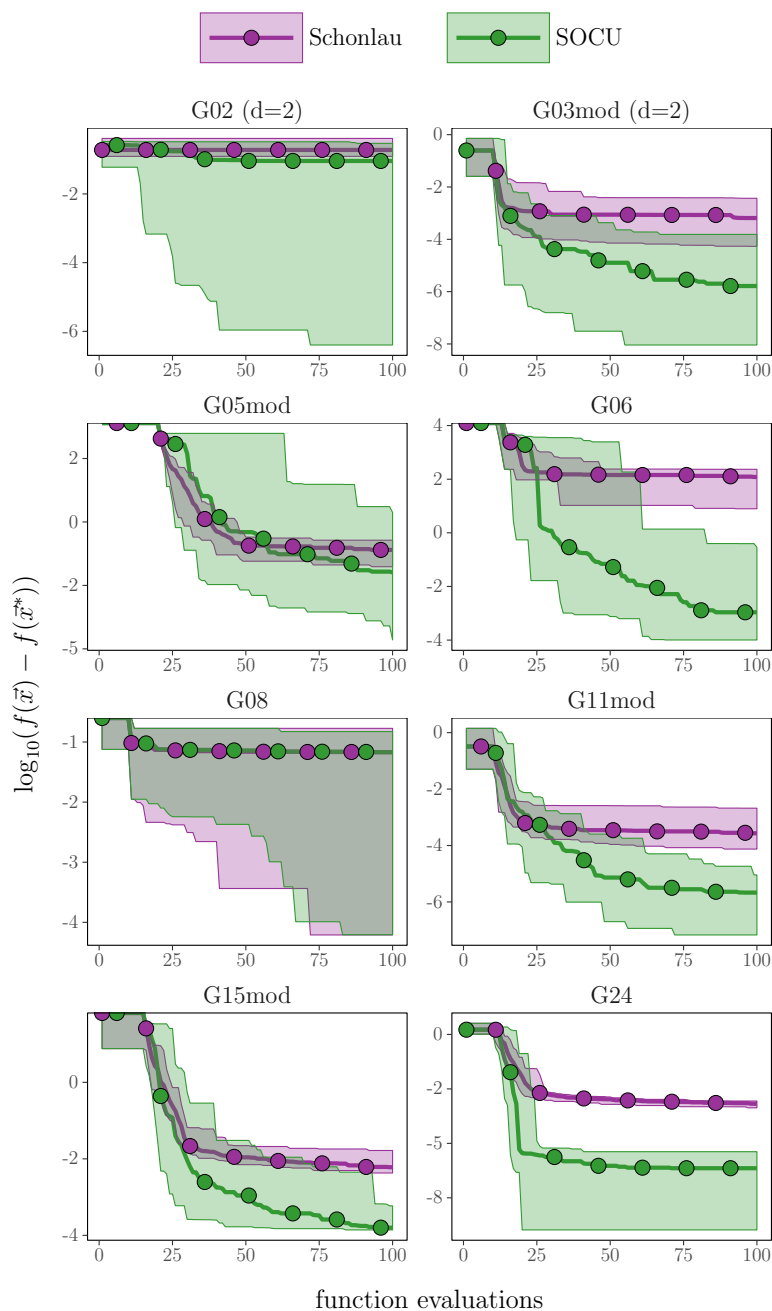 Schonlau SOCU
G02 (d=2) G03mod (d=2)
-2
-4
-6
0
-2
-4
-6
-8
0 25 50 75 100 0 25 50 75 100
G05mod G06
2
0
-2
-5
4
2
0
-2
-4
0 25 50 75 100 0 25 50 75 100
G08 G11mod
-1
-2
-3
-4
0
-2
-4
-6
0 25 50 75 100 0 25 50 75 100
G15mod G24
0
-2
-4
0
-2
-5
-8
0 25 50 75 100 0 25 50 75 100
log₁₀(f(x⃗) − f(x⃗*))
function evaluations